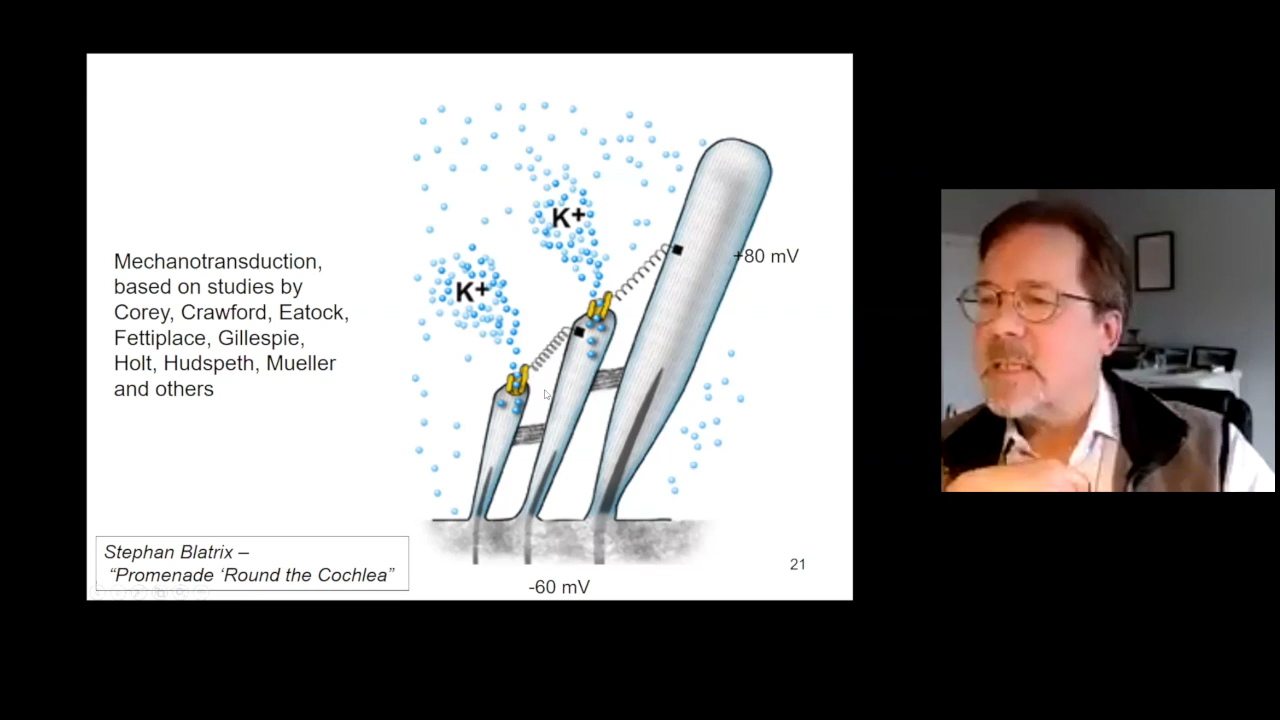 K+
K+
+80 mV
Mechanotransduction,
based on studies by
Corey, Crawford, Eatock,
Fettiplace, Gillespie,
Holt, Hudspeth, Mueller
and others
Stephan Blatrix –
“Promenade ‘Round the Cochlea”
21
-60 mV